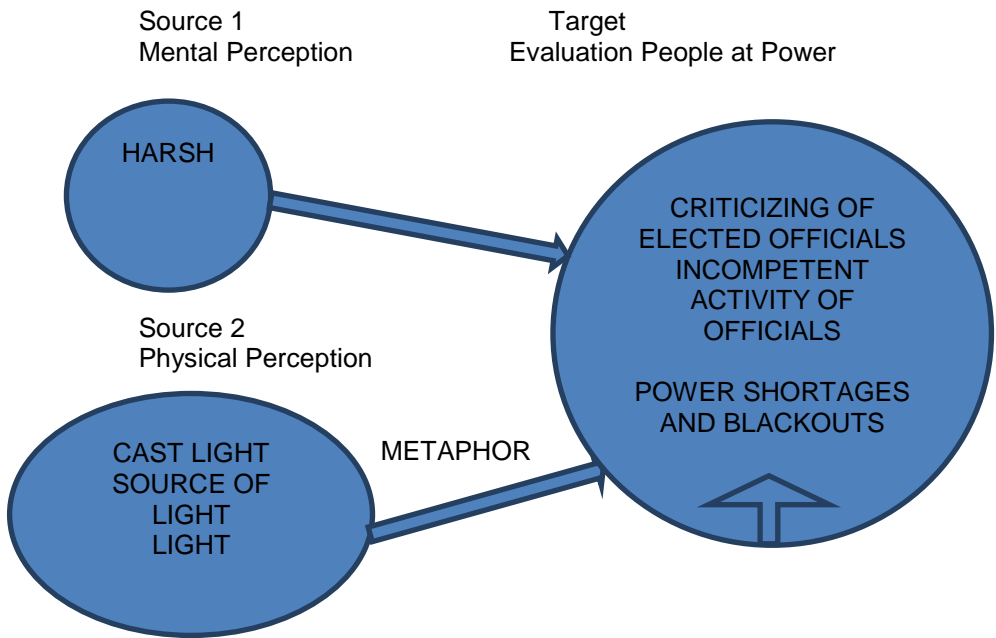 Source 1
Mental Perception
Target
Evaluation People at Power
HARSH
CRITICIZING OF
ELECTED OFFICIALS
INCOMPETENT
ACTIVITY OF
OFFICIALS
POWER SHORTAGES
AND BLACKOUTS
Source 2
Physical Perception
CAST LIGHT
SOURCE OF
LIGHT
LIGHT
METAPHOR